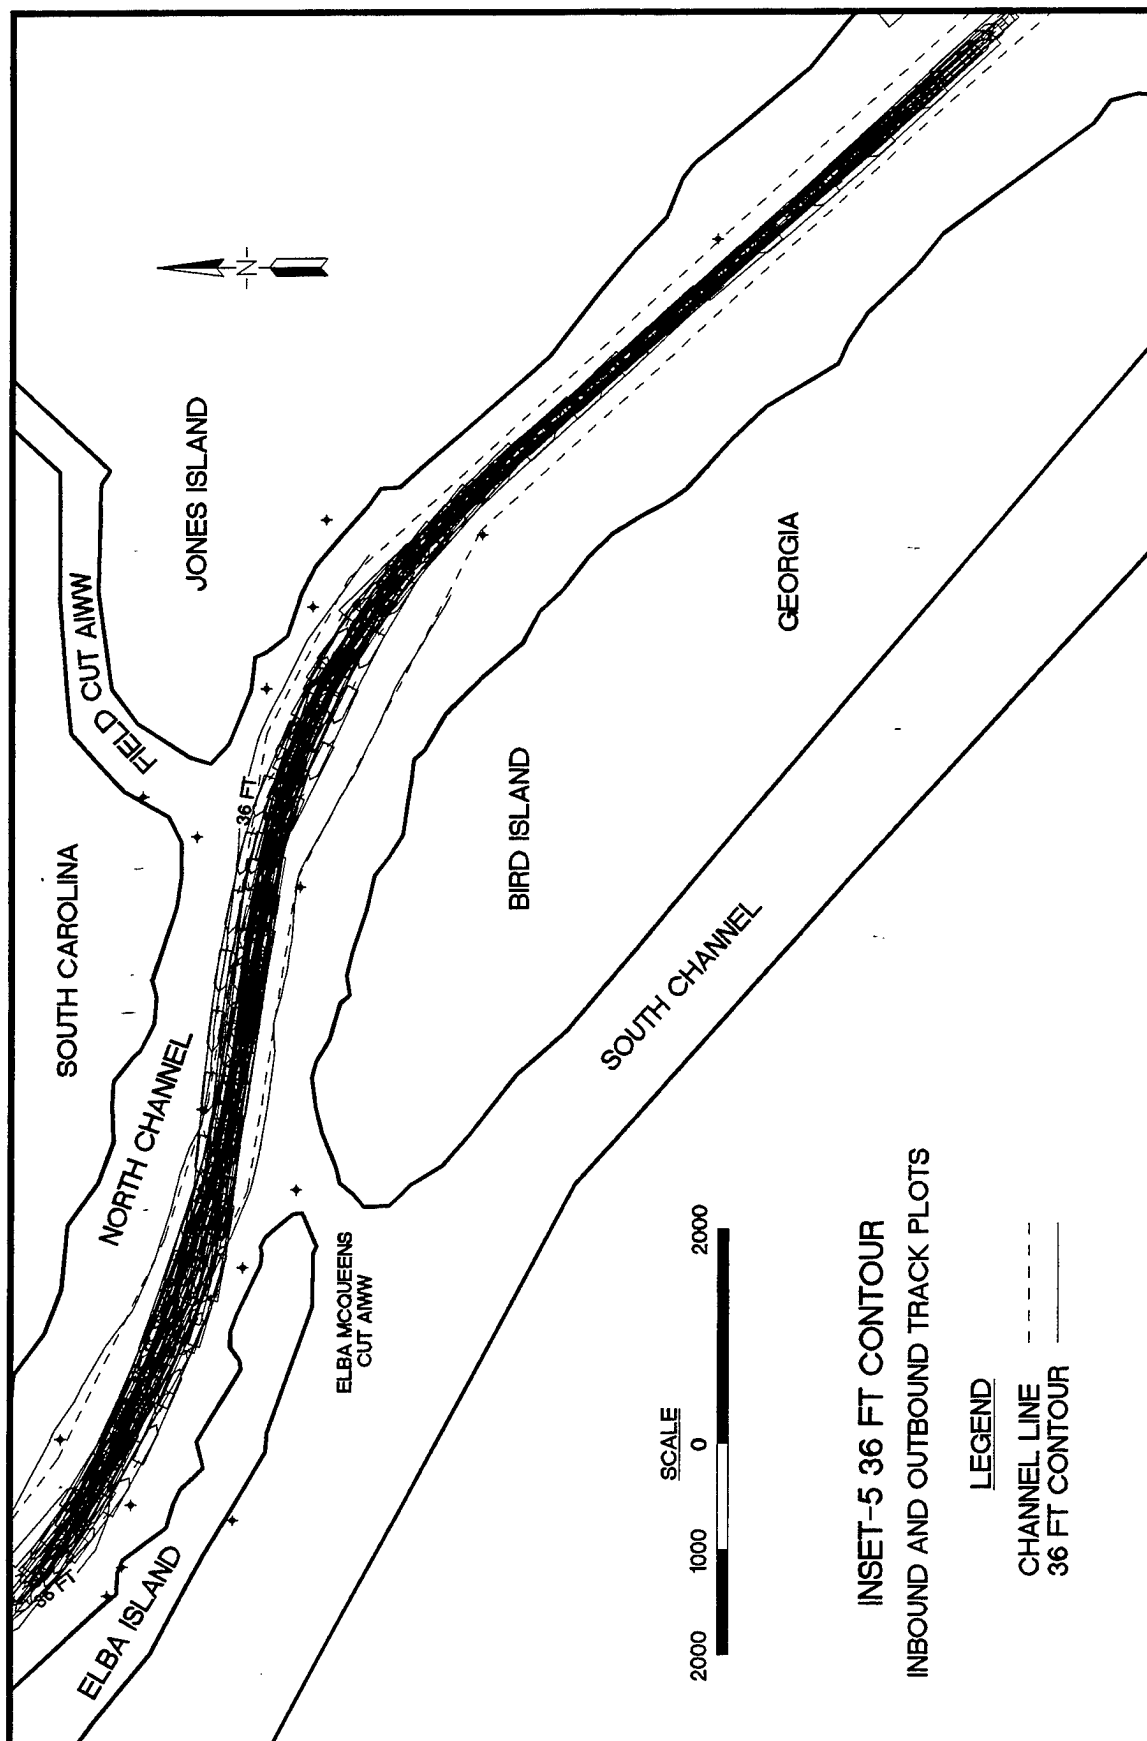 SOUTH CAROLINA
FIELD CUT AIWW
JONES ISLAND
-N-
NORTH CHANNEL
36 FT
36 FT
ELBA ISLAND
ELBA MCQUEENS
CUT AIWW
BIRD ISLAND
GEORGIA
SOUTH CHANNEL
SCALE
2000 1000 0 2000
INSET-5 36 FT CONTOUR
INBOUND AND OUTBOUND TRACK PLOTS
LEGEND
CHANNEL LINE
36 FT CONTOUR